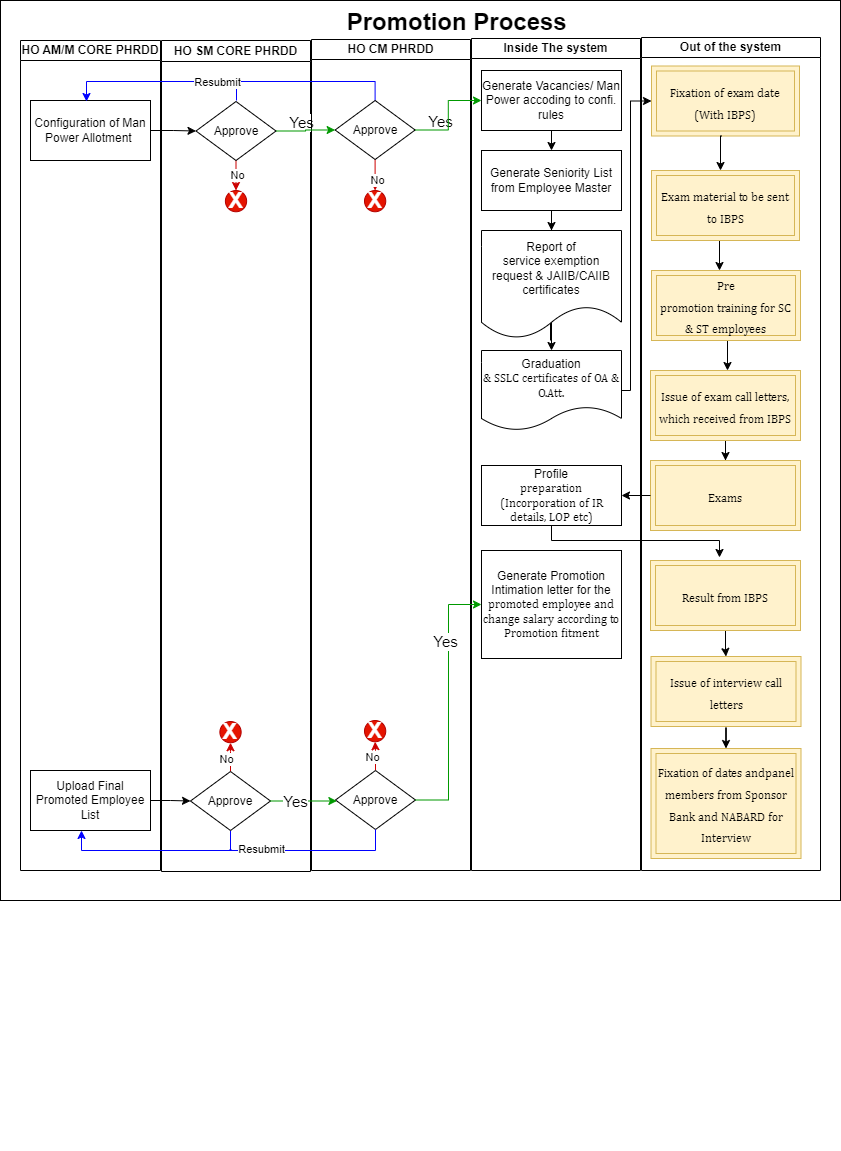 Promotion Process
HO AM/M CORE PHRDD
HO SM CORE PHRDD
HO CM PHRDD
Inside The system
Out of the system
Resubmit
Configuration of Man
Power Allotment
Approve
Yes
No
X
Approve
Yes
No
X
Generate Vacancies/ Man
Power accoding to confi.
rules
Generate Seniority List
from Employee Master
Report of
service exemption
request & JAIIB/CAIIB
certificates
Graduation
& SSLC certificates of OA &
O.Att.
Fixation of exam date
(With IBPS)
Exam material to be sent
to IBPS
Pre
promotion training for SC
& ST employees
Issue of exam call letters,
which received from IBPS
Exams
Profile
preparation
(Incorporation of IR
details, LOP etc)
Result from IBPS
Generate Promotion
Intimation letter for the
promoted employee and
change salary according to
Promotion fitment
Yes
Issue of interview call
letters
Fixation of dates andpanel
members from Sponsor
Bank and NABARD for
Interview
X
No
X
No
Upload Final
Promoted Employee
List
Approve
Yes
Approve
Resubmit